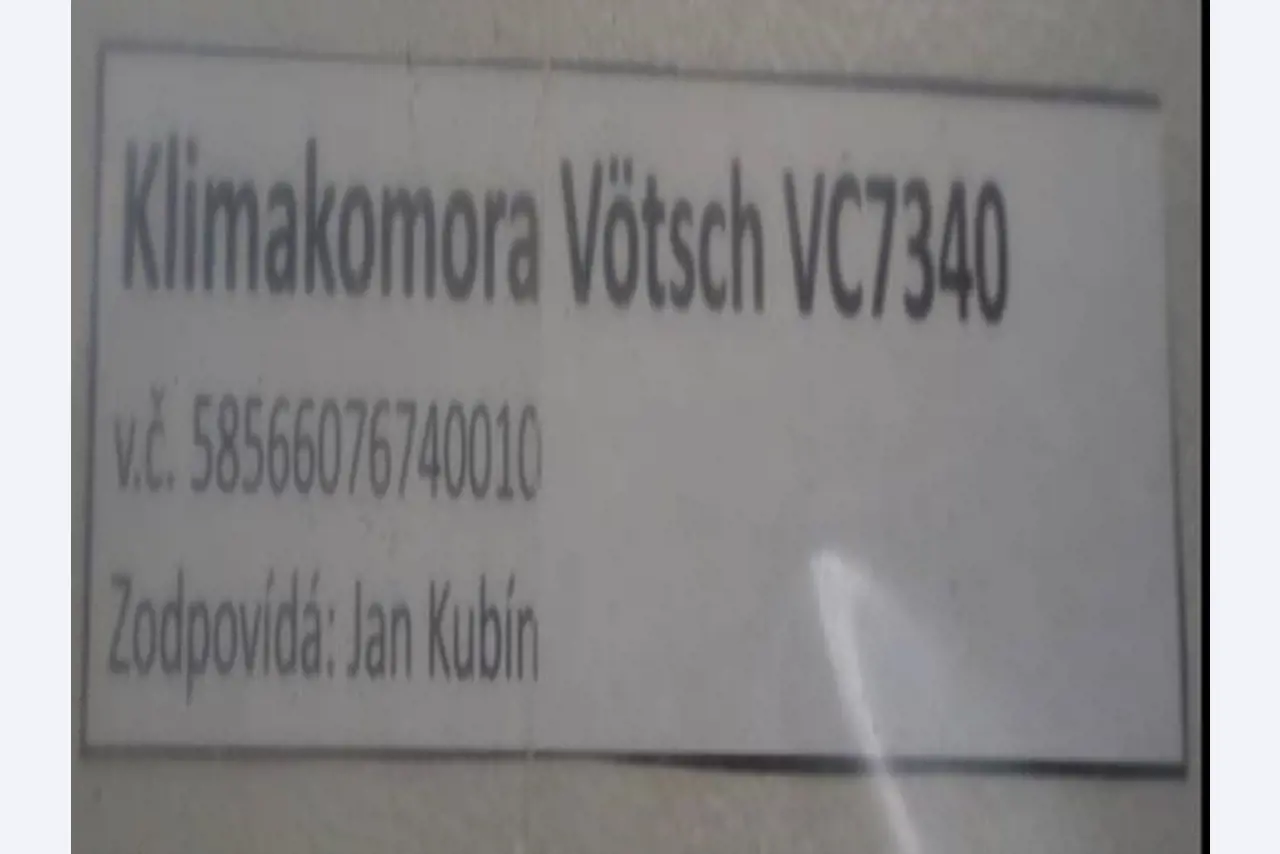 Klimakomora Vötsch VC7340
v.č. 58566076740010
Zodpovídá: Jan Kubín